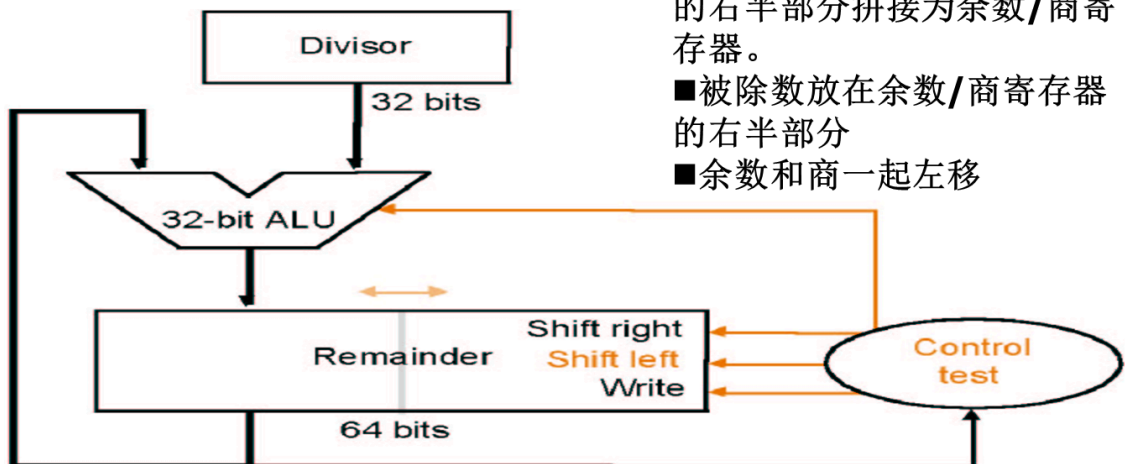 的右半部分拼接为余数/商寄
存器。
■被除数放在余数/商寄存器
的右半部分
■余数和商一起左移
Divisor
32 bits
32-bit ALU
Shift right
Remainder
Shift left
Write
64 bits
Control
test